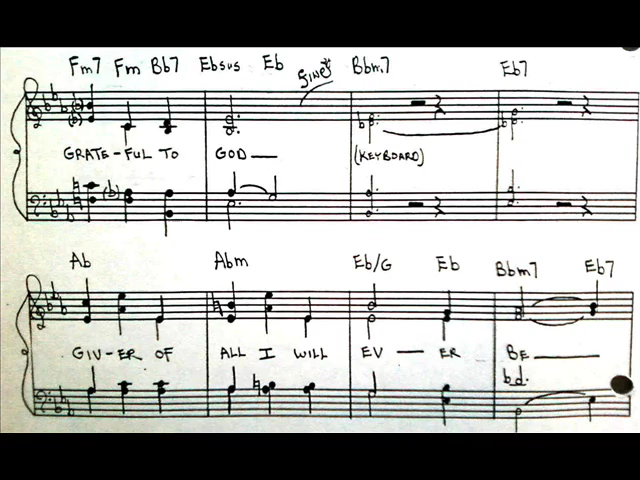 Fm7 Fm Bb7 Ebsus Eb FINE Bbm7 Eb7
GRATE-FUL TO GOD— (KEYBOARD)
Ab Abm Eb/G Eb Bbm7 Eb7
GIV-ER OF ALL I WILL EV — ER BE —